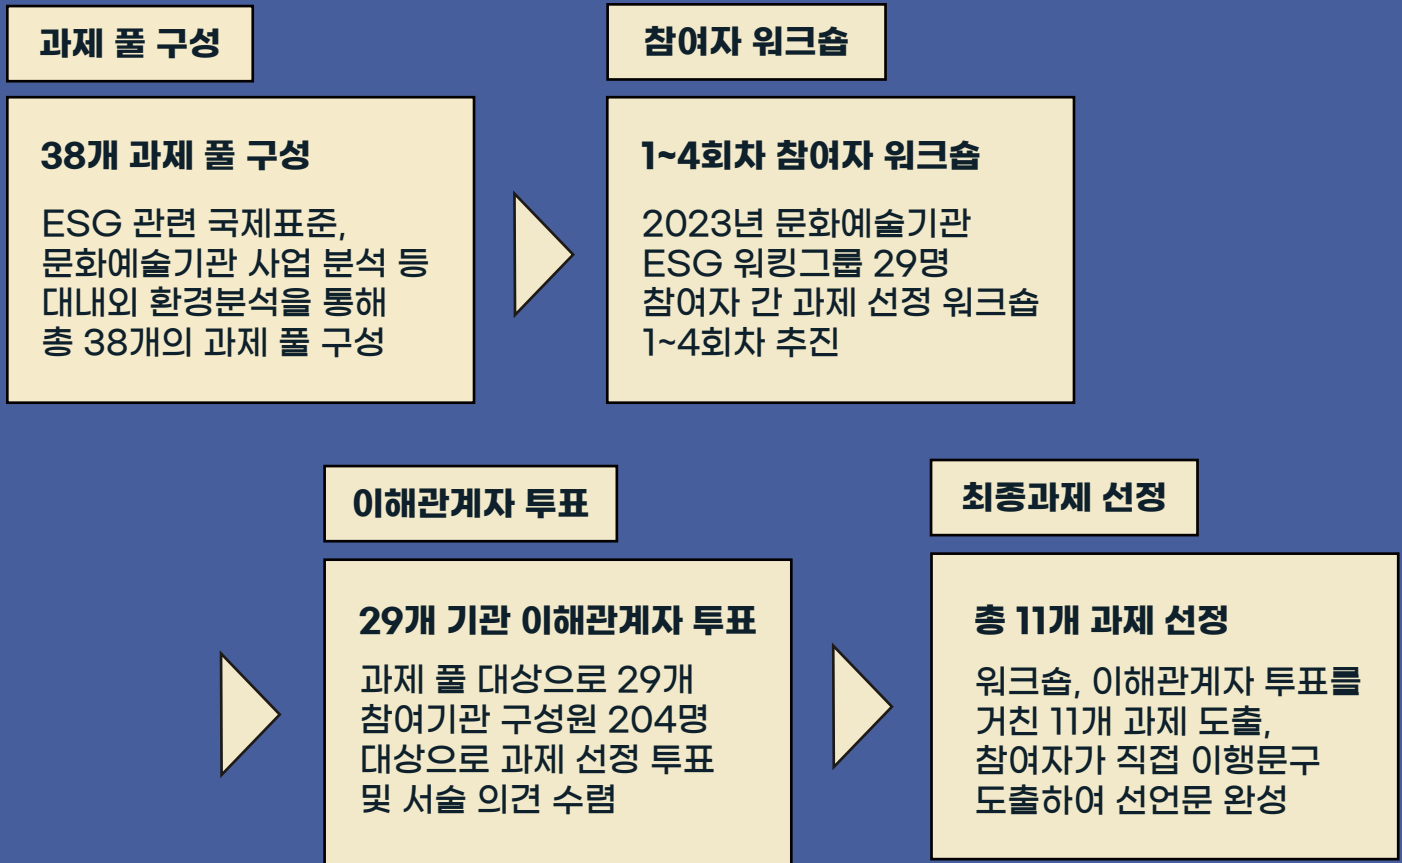 과제 풀 구성
38개 과제 풀 구성
ESG 관련 국제표준,
문화예술기관 사업 분석 등
대내외 환경분석을 통해
총 38개의 과제 풀 구성
참여자 워크숍
1~4회차 참여자 워크숍
2023년 문화예술기관
ESG 워킹그룹 29명
참여자 간 과제 선정 워크숍
1~4회차 추진
이해관계자 투표
29개 기관 이해관계자 투표
과제 풀 대상으로 29개
참여기관 구성원 204명
대상으로 과제 선정 투표
및 서술 의견 수렴
최종과제 선정
총 11개 과제 선정
워크숍, 이해관계자 투표를
거친 11개 과제 도출,
참여자가 직접 이행문구
도출하여 선언문 완성